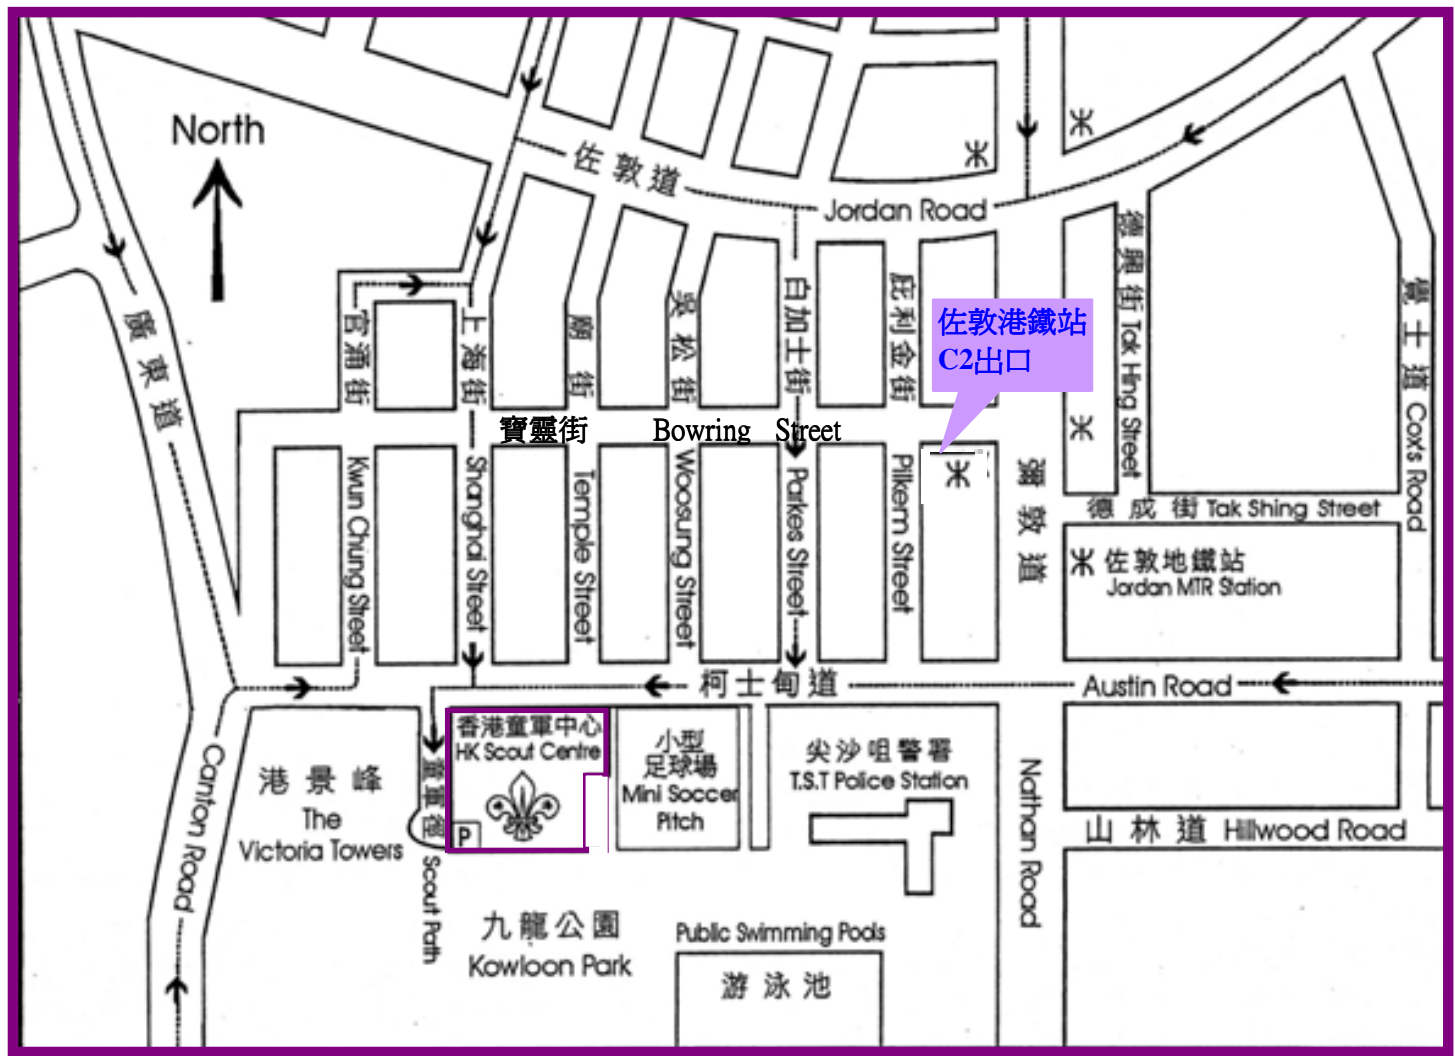 North
佐敦道
Jordan Road
廣東道
官涌街
上海街
廟街
吳松街
白加士街
庇利金街
佐敦港鐵站
C2出口
德興街 Tak Hing Street
覺士道 Cox's Road
寶靈街 Bowring Street
Kwun Chung Street
Shanghai Street
Temple Street
Woosung Street
Parkes Street
Pilkem Street
彌敦道
德成街 Tak Shing Street
佐敦地鐵站
Jordan MTR Station
柯士甸道
Austin Road
Canton Road
港景峰
The
Victoria Towers
童軍徑
Scout Path
香港童軍中心
HK Scout Centre
P
小型
足球場
Mini Soccer
Pitch
尖沙咀警署
T.S.T Police Station
Nathan Road
山林道 Hillwood Road
九龍公園
Kowloon Park
Public Swimming Pools
游泳池